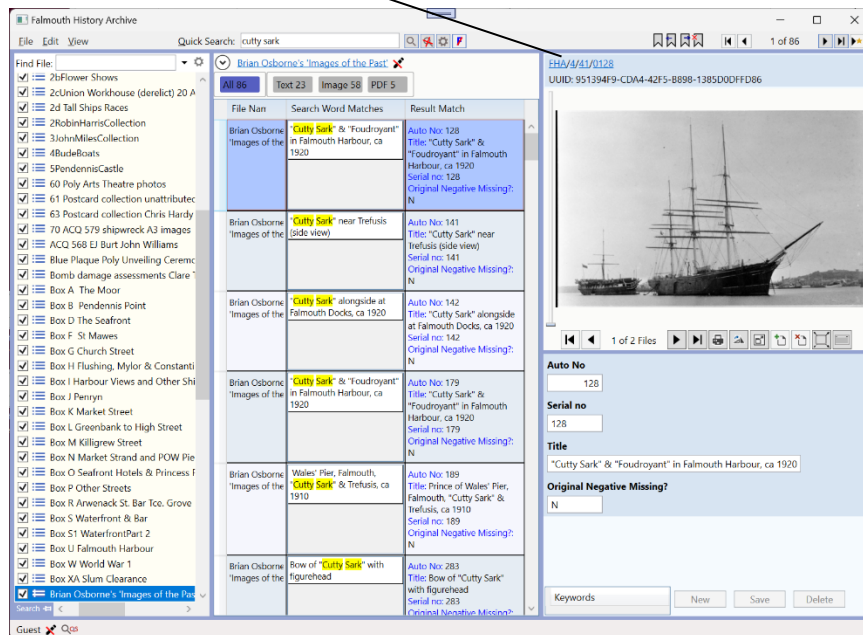 Falmouth History Archive
File Edit View Quick Search: cutty sark 1 of 86
Find File:
2bFlower Shows
2cUnion Workhouse (derelict) 20 A
2d Tall Ships Races
2RobinHarrisCollection
3JohnMilesCollection
4BudeBoats
5PendennisCastle
60 Poly Arts Theatre photos
61 Postcard collection unattributed
63 Postcard collection Chris Hardy
70 ACQ 579 shipwreck A3 images
ACQ 568 EJ Burt John Williams
Blue Plaque Poly Unveiling Ceremo
Bomb damage assessments Clare T
Box A The Moor
Box B Pendennis Point
Box D The Seafront
Box F St Mawes
Box G Church Street
Box H Flushing, Mylor & Constanti
Box I Harbour Views and Other Shi
Box J Penryn
Box K Market Street
Box L Greenbank to High Street
Box M Killigrew Street
Box N Market Strand and POW Pie
Box O Seafront Hotels & Princess P
Box P Other Streets
Box R Arwenack St. Bar Tce. Grove
Box S Waterfront & Bar
Box S1 WaterfrontPart 2
Box U Falmouth Harbour
Box W World War 1
Box XA Slum Clearance
Brian Osborne's 'Images of the Pas
Search
Guest QGS
Brian Osborne's 'Images of the Past'
All 86 Text 23 Image 58 PDF 5
File Nan Search Word Matches Result Match
Brian Osborne
'Images of the
"Cutty Sark" & "Foudroyant"
in Falmouth Harbour, ca
1920
Auto No: 128
Title: "Cutty Sark" &
"Foudroyant" in Falmouth
Harbour, ca 1920
Serial no: 128
Original Negative Missing?:
N
Brian Osborne
'Images of the
"Cutty Sark" near Trefusis
(side view)
Auto No: 141
Title: "Cutty Sark" near
Trefusis (side view)
Serial no: 141
Original Negative Missing?:
N
Brian Osborne
'Images of the
"Cutty Sark" alongside at
Falmouth Docks, ca 1920
Auto No: 142
Title: "Cutty Sark" alongside
at Falmouth Docks, ca 1920
Serial no: 142
Original Negative Missing?:
N
Brian Osborne
'Images of the
"Cutty Sark" & "Foudroyant"
in Falmouth Harbour, ca
1920
Auto No: 179
Title: "Cutty Sark" &
"Foudroyant" in Falmouth
Harbour, ca 1920
Serial no: 179
Original Negative Missing?:
N
Brian Osborne
'Images of the
Wales' Pier, Falmouth,
"Cutty Sark" & Trefusis, ca
1910
Auto No: 189
Title: Prince of Wales' Pier,
Falmouth, "Cutty Sark" &
Trefusis, ca 1910
Serial no: 189
Original Negative Missing?:
N
Brian Osborne
'Images of the
Bow of "Cutty Sark" with
figurehead
Auto No: 283
Title: Bow of "Cutty Sark"
with figurehead
Serial no: 283
Original Negative Missing?:
FHA/4/41/0128
UUID: 951394F9-CDA4-42F5-B898-1385D0DFFD86
1 of 2 Files
Auto No
128
Serial no
128
Title
"Cutty Sark" & "Foudroyant" in Falmouth Harbour, ca 1920
Original Negative Missing?
N
Keywords New Save Delete